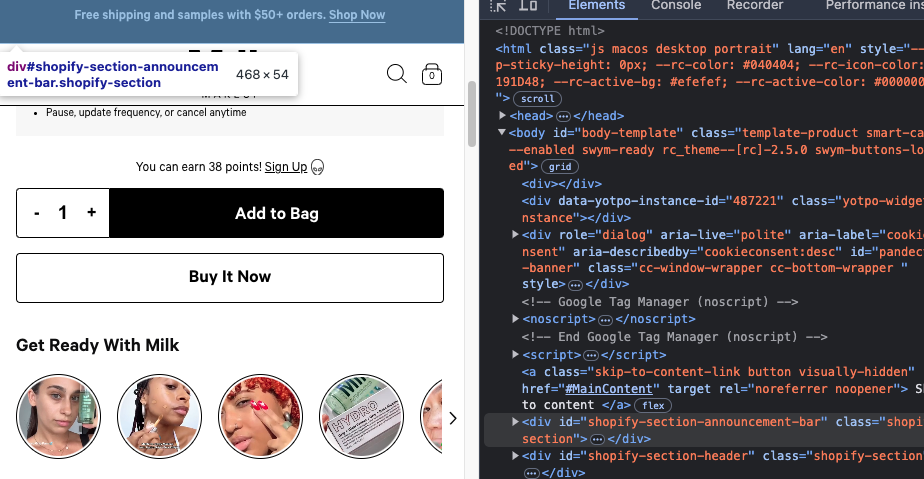 Free shipping and samples with $50+ orders. Shop Now
div#shopify-section-announcem
ent-bar.shopify-section
468 × 54
0
• Pause, update frequency, or cancel anytime
You can earn 38 points! Sign Up
- 1 +
Add to Bag
Buy It Now
Get Ready With Milk
HYDRO
Elements
Console
Recorder
Performance ins
<!DOCTYPE html>
<html class="js macos desktop portrait" lang="en" style="--
p-sticky-height: 0px; --rc-color: #040404; --rc-icon-color:
191D48; --rc-active-bg: #efefef; --rc-active-color: #000000
"> scroll
<head> ⋯ </head>
<body id="body-template" class="template-product smart-ca
--enabled swym-ready rc_theme--[rc]-2.5.0 swym-buttons-lo
ed"> grid
<div></div>
<div data-yotpo-instance-id="487221" class="yotpo-widge
nstance"></div>
<div role="dialog" aria-live="polite" aria-label="cooki
nsent" aria-describedby="cookieconsent:desc" id="pandec
-banner" class="cc-window-wrapper cc-bottom-wrapper "
style> ⋯ </div>
<!-- Google Tag Manager (noscript) -->
<noscript> ⋯ </noscript>
<!-- End Google Tag Manager (noscript) -->
<script> ⋯ </script>
<a class="skip-to-content-link button visually-hidden"
href="#MainContent" target rel="noreferrer noopener"> S
to content </a> flex
<div id="shopify-section-announcement-bar" class="shopi
section"> ⋯ </div>
<div id="shopify-section-header" class="shopify-section
⋯ </div>